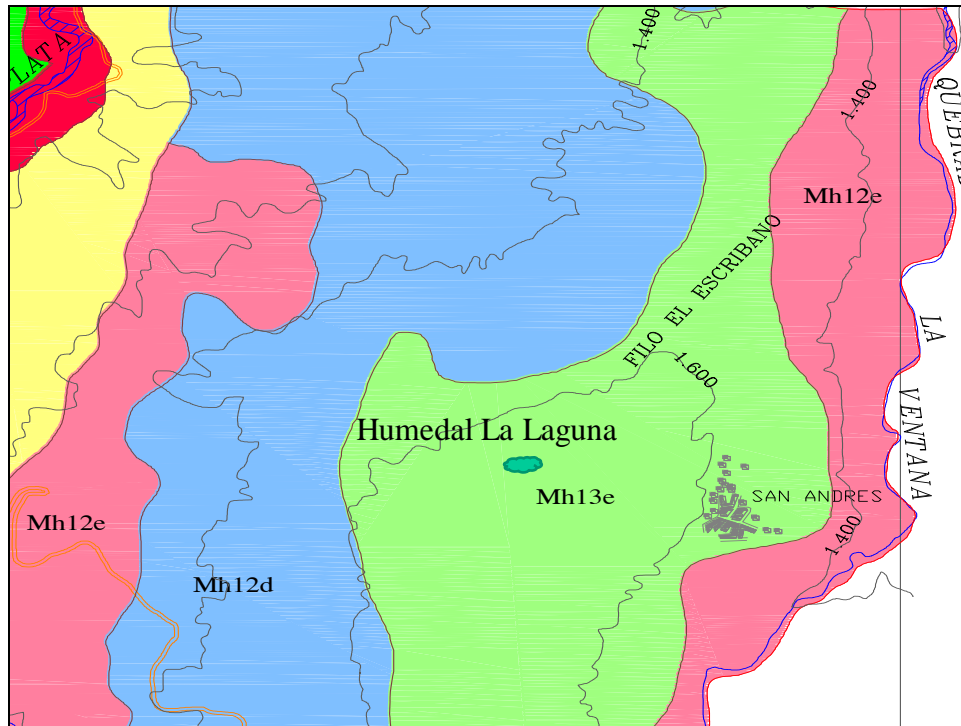 LATA
1.400
1.400
QUEBRAD
Mh12e
FILO EL ESCRIBANO
LA
1.600
VENTANA
Humedal La Laguna
Mh13e
SAN ANDRES
Mh12e
1.400
Mh12d